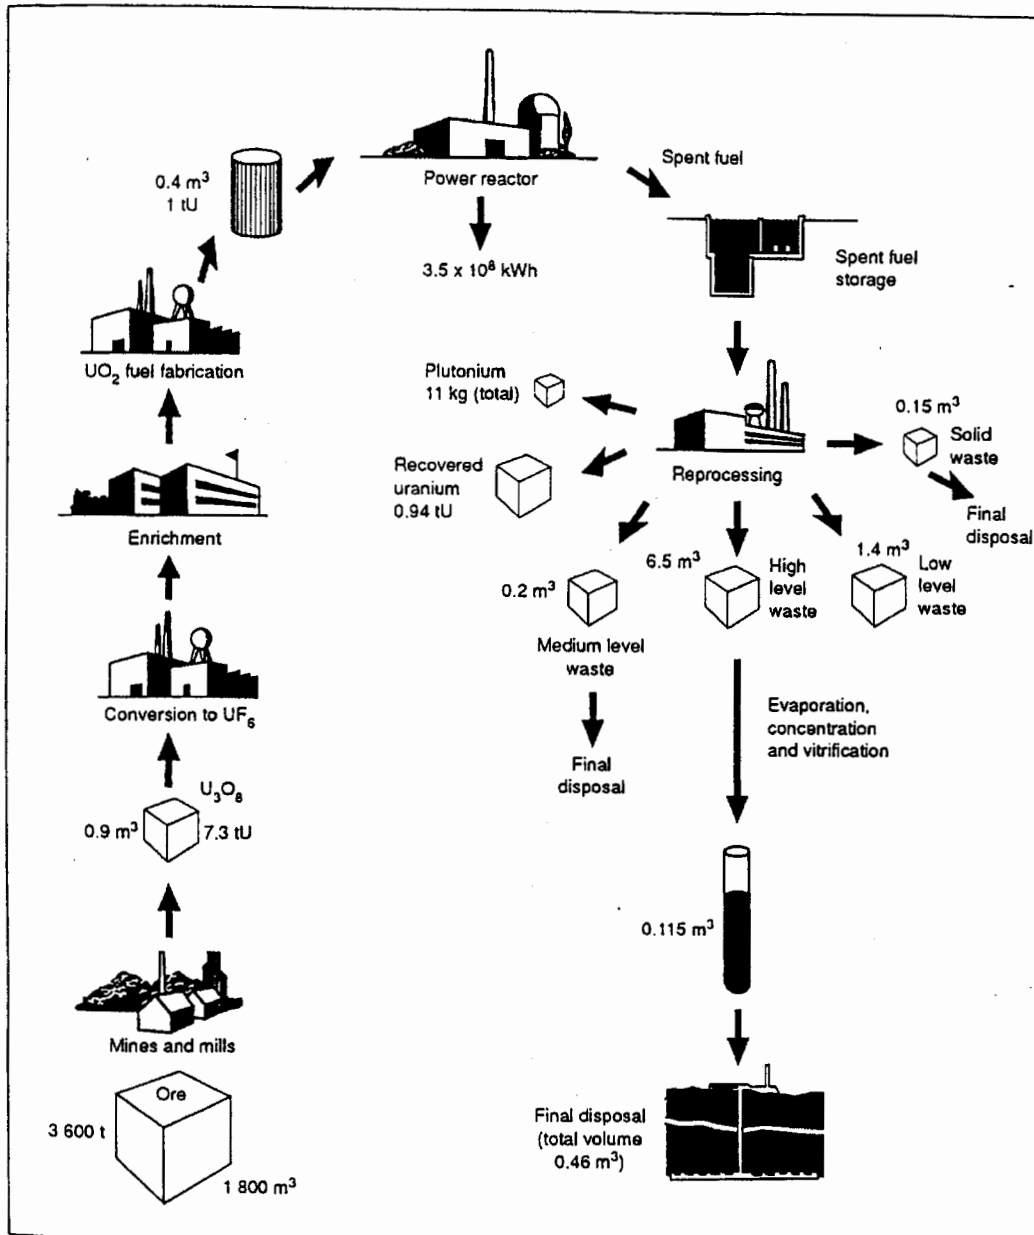 Power reactor
3.5 x 10⁸ kWh
0.4 m³
1 tU
UO₂ fuel fabrication
Enrichment
Conversion to UF₆
U₃O₈
0.9 m³
7.3 tU
Mines and mills
Ore
3 600 t
1 800 m³
Spent fuel
Spent fuel
storage
Reprocessing
Plutonium
11 kg (total)
Recovered
uranium
0.94 tU
0.2 m³
Medium level
waste
Final
disposal
6.5 m³
High
level
waste
1.4 m³
Low
level
waste
0.15 m³
Solid
waste
Final
disposal
Evaporation,
concentration
and vitrification
0.115 m³
Final disposal
(total volume
0.46 m³)